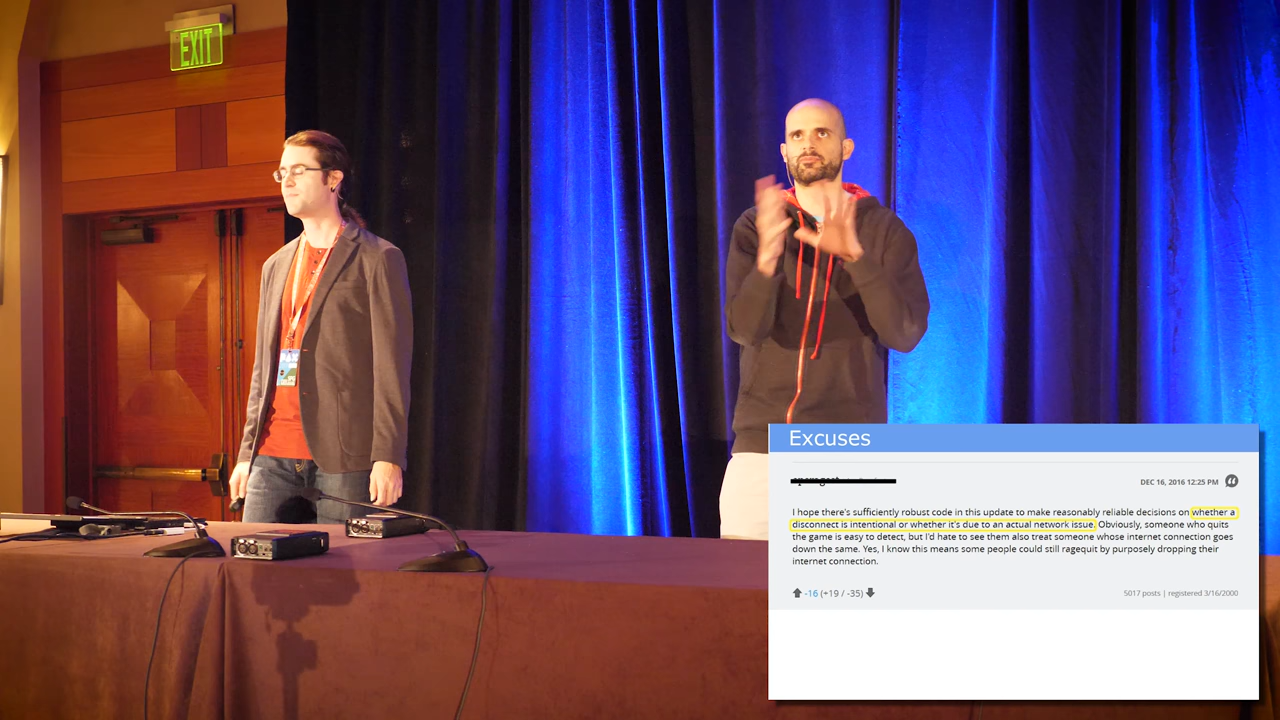 EXIT
Excuses
DEC 16, 2016 12:25 PM
I hope there's sufficiently robust code in this update to make reasonably reliable decisions on whether a
disconnect is intentional or whether it's due to an actual network issue. Obviously, someone who quits
the game is easy to detect, but I'd hate to see them also treat someone whose internet connection goes
down the same. Yes, I know this means some people could still ragequit by purposely dropping their
internet connection.
-16 (+19 / -35)
5017 posts | registered 3/16/2000